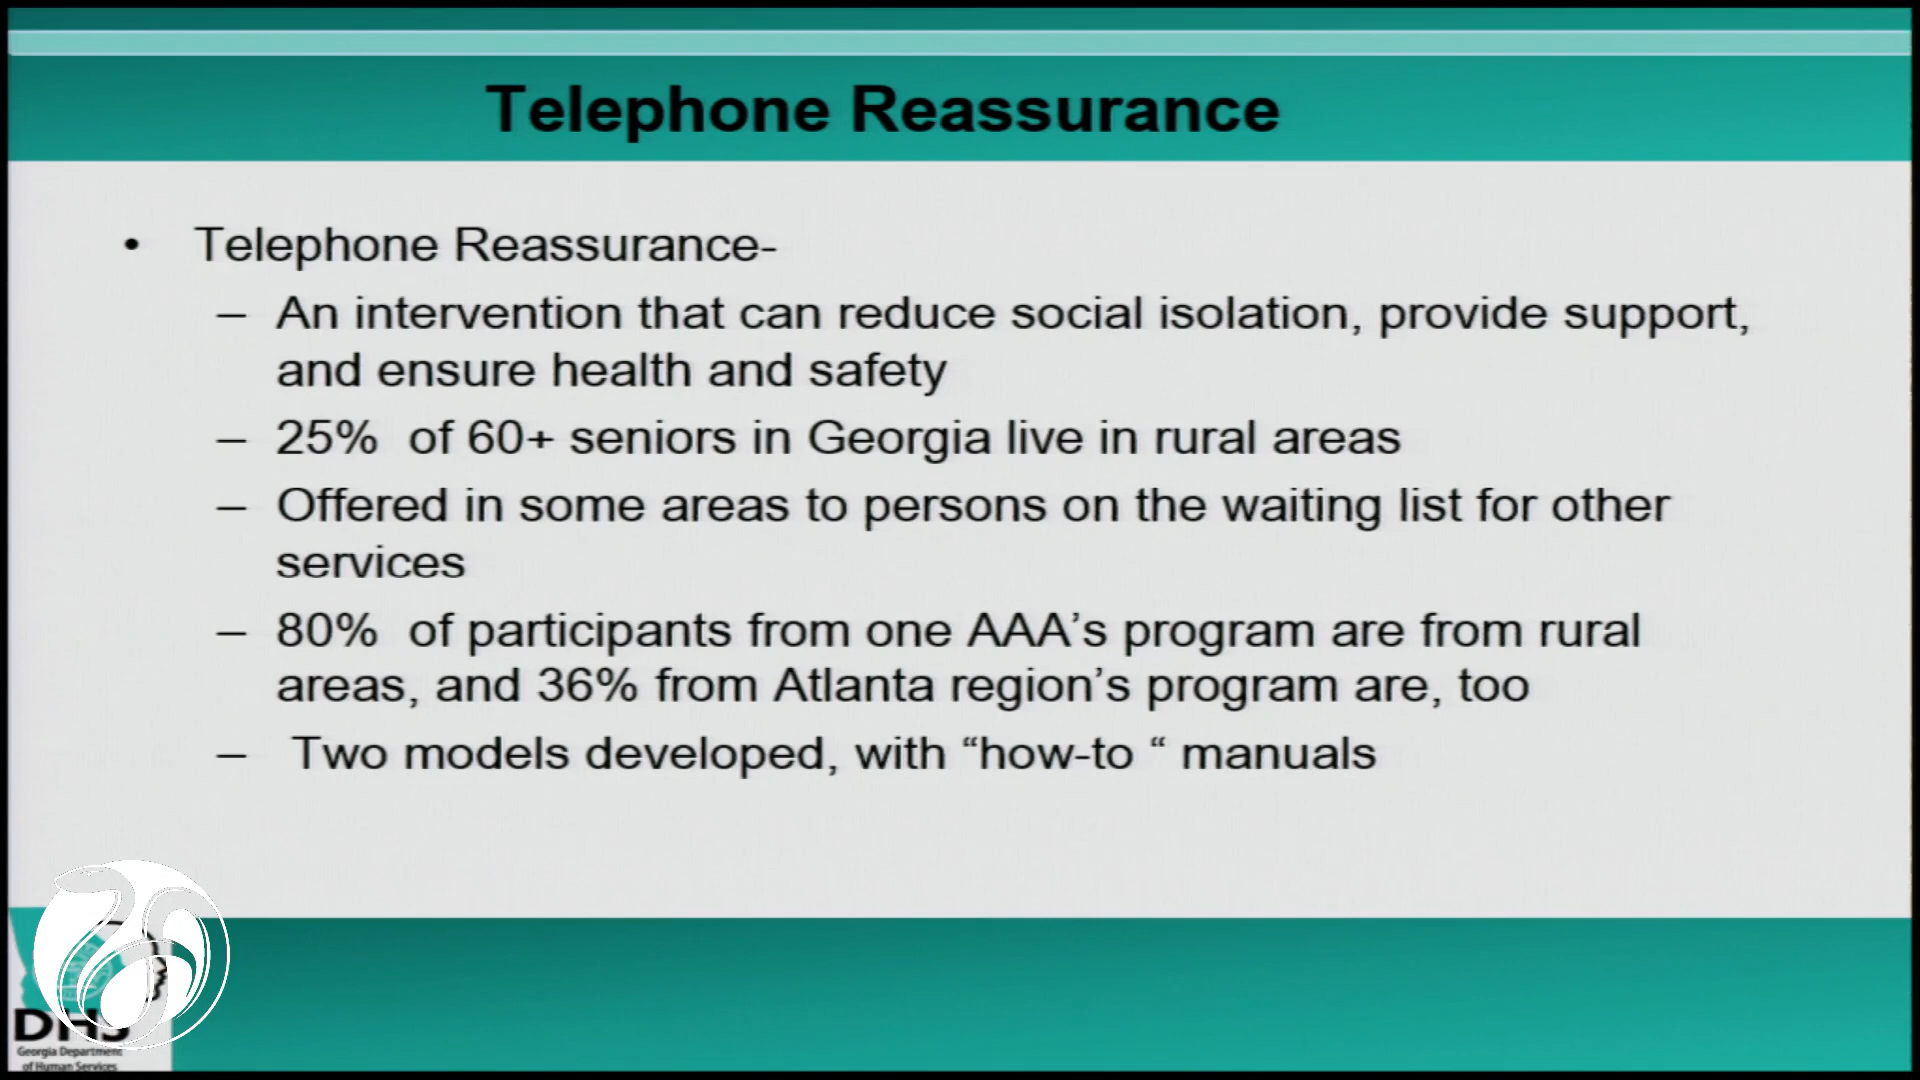 Telephone Reassurance
• Telephone Reassurance-
– An intervention that can reduce social isolation, provide support,
and ensure health and safety
– 25%  of 60+ seniors in Georgia live in rural areas
– Offered in some areas to persons on the waiting list for other
services
– 80%  of participants from one AAA’s program are from rural
areas, and 36% from Atlanta region’s program are, too
– Two models developed, with “how-to “ manuals
DHS
Georgia Department
of Human Services